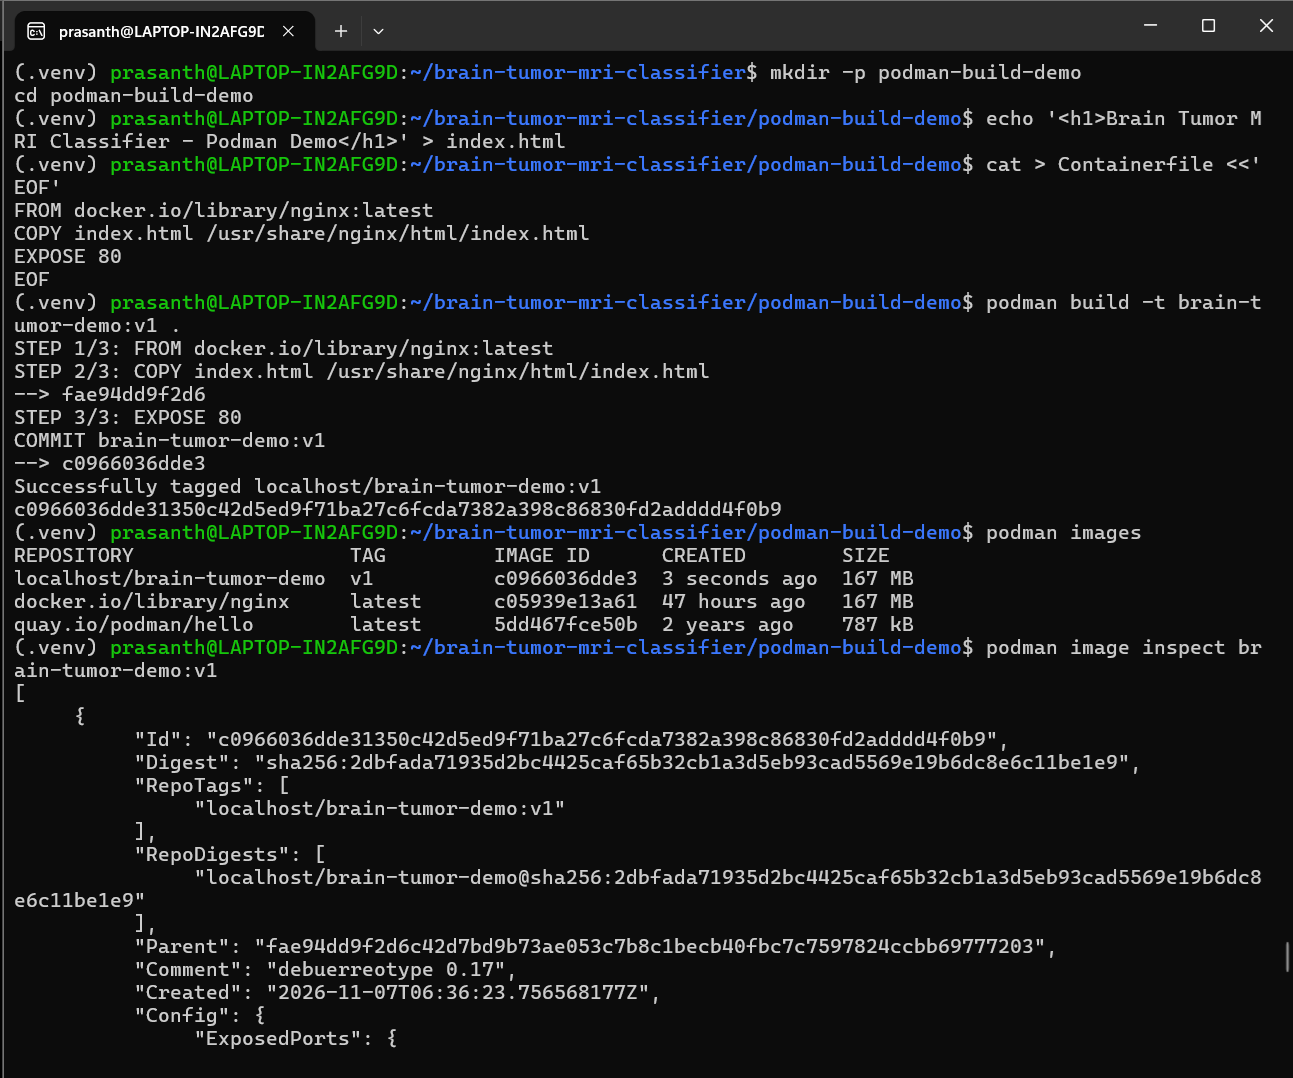 prasanth@LAPTOP-IN2AFG9D
(.venv) prasanth@LAPTOP-IN2AFG9D:~/brain-tumor-mri-classifier$ mkdir -p podman-build-demo
cd podman-build-demo
(.venv) prasanth@LAPTOP-IN2AFG9D:~/brain-tumor-mri-classifier/podman-build-demo$ echo '<h1>Brain Tumor M
RI Classifier - Podman Demo</h1>' > index.html
(.venv) prasanth@LAPTOP-IN2AFG9D:~/brain-tumor-mri-classifier/podman-build-demo$ cat > Containerfile <<'
EOF'
FROM docker.io/library/nginx:latest
COPY index.html /usr/share/nginx/html/index.html
EXPOSE 80
EOF
(.venv) prasanth@LAPTOP-IN2AFG9D:~/brain-tumor-mri-classifier/podman-build-demo$ podman build -t brain-t
umor-demo:v1 .
STEP 1/3: FROM docker.io/library/nginx:latest
STEP 2/3: COPY index.html /usr/share/nginx/html/index.html
--> fae94dd9f2d6
STEP 3/3: EXPOSE 80
COMMIT brain-tumor-demo:v1
--> c0966036dde3
Successfully tagged localhost/brain-tumor-demo:v1
c0966036dde31350c42d5ed9f71ba27c6fcda7382a398c86830fd2adddd4f0b9
(.venv) prasanth@LAPTOP-IN2AFG9D:~/brain-tumor-mri-classifier/podman-build-demo$ podman images
REPOSITORY                  TAG         IMAGE ID      CREATED        SIZE
localhost/brain-tumor-demo  v1          c0966036dde3  3 seconds ago  167 MB
docker.io/library/nginx     latest      c05939e13a61  47 hours ago   167 MB
quay.io/podman/hello        latest      5dd467fce50b  2 years ago    787 kB
(.venv) prasanth@LAPTOP-IN2AFG9D:~/brain-tumor-mri-classifier/podman-build-demo$ podman image inspect br
ain-tumor-demo:v1
[
     {
          "Id": "c0966036dde31350c42d5ed9f71ba27c6fcda7382a398c86830fd2adddd4f0b9",
          "Digest": "sha256:2dbfada71935d2bc4425caf65b32cb1a3d5eb93cad5569e19b6dc8e6c11be1e9",
          "RepoTags": [
               "localhost/brain-tumor-demo:v1"
          ],
          "RepoDigests": [
               "localhost/brain-tumor-demo@sha256:2dbfada71935d2bc4425caf65b32cb1a3d5eb93cad5569e19b6dc8
e6c11be1e9"
          ],
          "Parent": "fae94dd9f2d6c42d7bd9b73ae053c7b8c1becb40fbc7c7597824ccbb69777203",
          "Comment": "debuerreotype 0.17",
          "Created": "2026-11-07T06:36:23.756568177Z",
          "Config": {
               "ExposedPorts": {